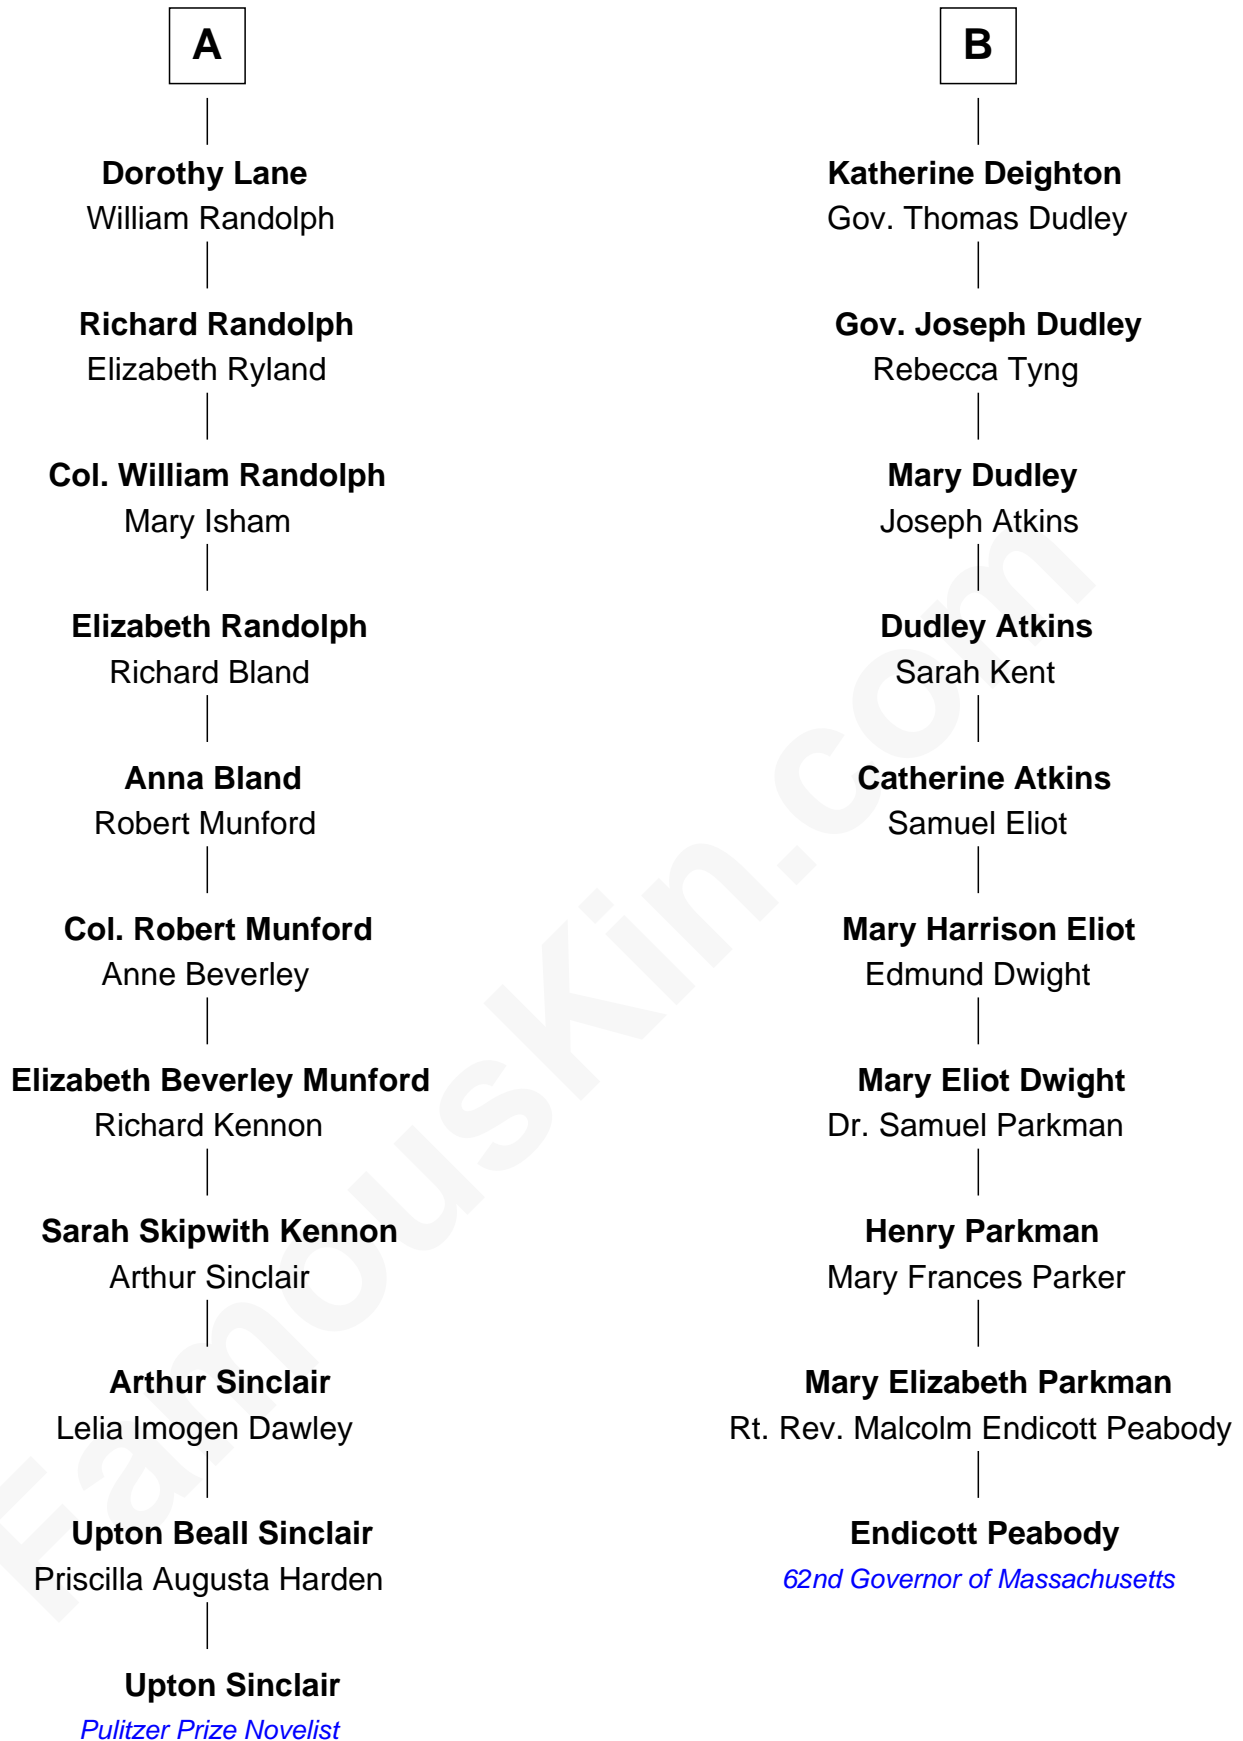 A
Dorothy Lane
William Randolph
Richard Randolph
Elizabeth Ryland
Col. William Randolph
Mary Isham
Elizabeth Randolph
Richard Bland
Anna Bland
Robert Munford
Col. Robert Munford
Anne Beverley
Elizabeth Beverley Munford
Richard Kennon
Sarah Skipwith Kennon
Arthur Sinclair
Arthur Sinclair
Lelia Imogen Dawley
Upton Beall Sinclair
Priscilla Augusta Harden
Upton Sinclair
Pulitzer Prize Novelist
B
Katherine Deighton
Gov. Thomas Dudley
Gov. Joseph Dudley
Rebecca Tyng
Mary Dudley
Joseph Atkins
Dudley Atkins
Sarah Kent
Catherine Atkins
Samuel Eliot
Mary Harrison Eliot
Edmund Dwight
Mary Eliot Dwight
Dr. Samuel Parkman
Henry Parkman
Mary Frances Parker
Mary Elizabeth Parkman
Rt. Rev. Malcolm Endicott Peabody
Endicott Peabody
62nd Governor of Massachusetts
FamousKin.com